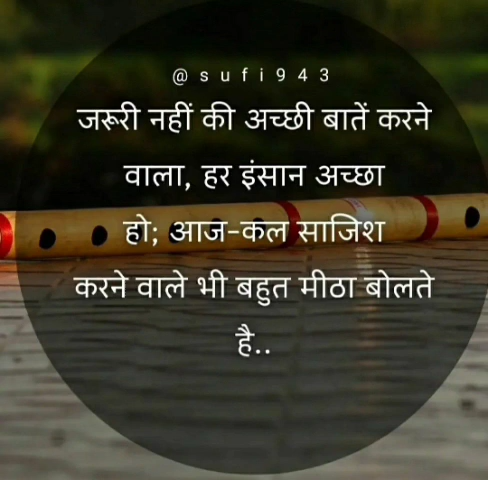 @sufi943
जरूरी नहीं की अच्छी बातें करने
वाला, हर इंसान अच्छा
हो; आज-कल साजिश
करने वाले भी बहुत मीठा बोलते
है..